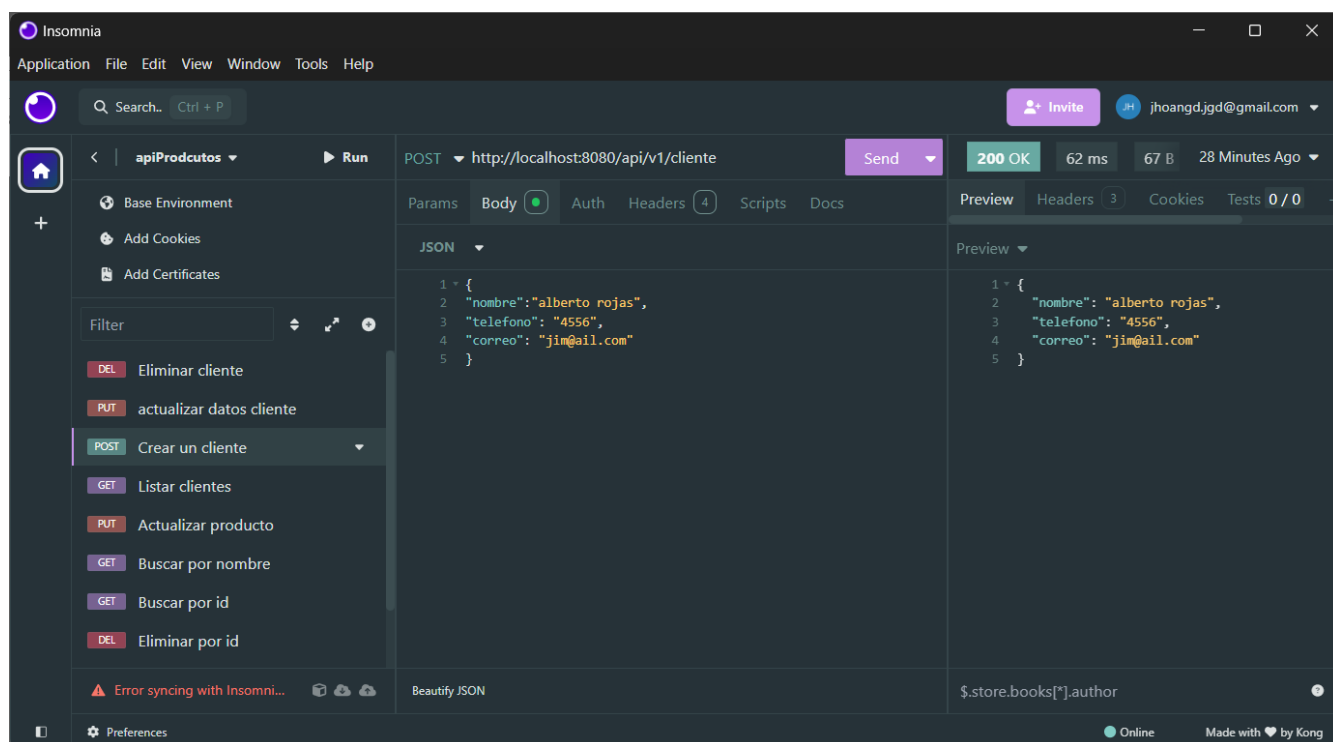 Insomnia
Application File Edit View Window Tools Help
Search.. Ctrl + P
Invite
JH
jhoangd.jgd@gmail.com
apiProdcutos
Run
POST http://localhost:8080/api/v1/cliente
Send
200 OK
62 ms
67 B
28 Minutes Ago
Base Environment
Add Cookies
Add Certificates
Params Body Auth Headers 4 Scripts Docs
Preview Headers 3 Cookies Tests 0 / 0
JSON
Preview
Filter
DEL Eliminar cliente
PUT actualizar datos cliente
POST Crear un cliente
GET Listar clientes
PUT Actualizar producto
GET Buscar por nombre
GET Buscar por id
DEL Eliminar por id
1 {
2 "nombre":"alberto rojas",
3 "telefono": "4556",
4 "correo": "jim@ail.com"
5 }
1 {
2 "nombre": "alberto rojas",
3 "telefono": "4556",
4 "correo": "jim@ail.com"
5 }
Error syncing with Insomni...
Beautify JSON
$.store.books[*].author
Preferences
Online
Made with ♥ by Kong